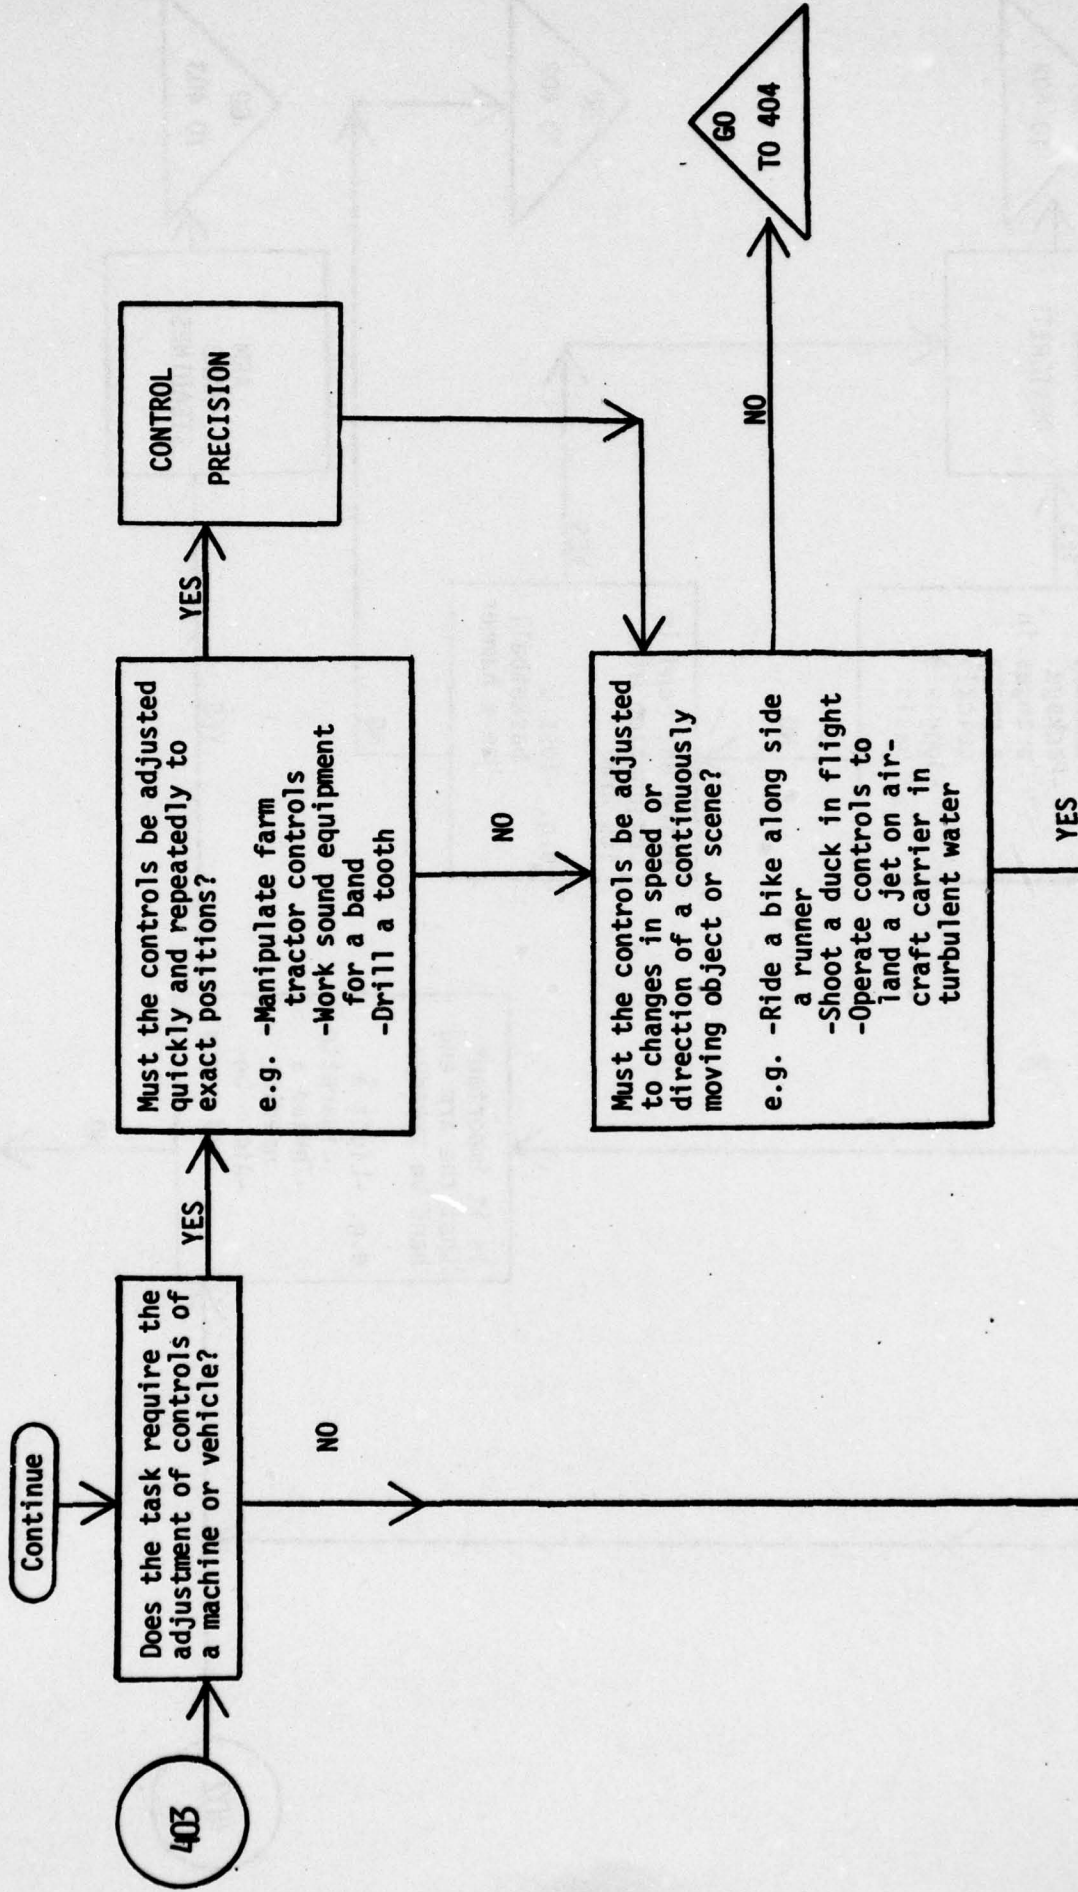 Continue
403
Does the task require the
adjustment of controls of
a machine or vehicle?
YES
NO
Must the controls be adjusted
quickly and repeatedly to
exact positions?
e.g. -Manipulate farm
tractor controls
-Work sound equipment
for a band
-Drill a tooth
YES
NO
CONTROL
PRECISION
Must the controls be adjusted
to changes in speed or
direction of a continuously
moving object or scene?
e.g. -Ride a bike along side
a runner
-Shoot a duck in flight
-Operate controls to
land a jet on air-
craft carrier in
turbulent water
NO
YES
GO
TO 404